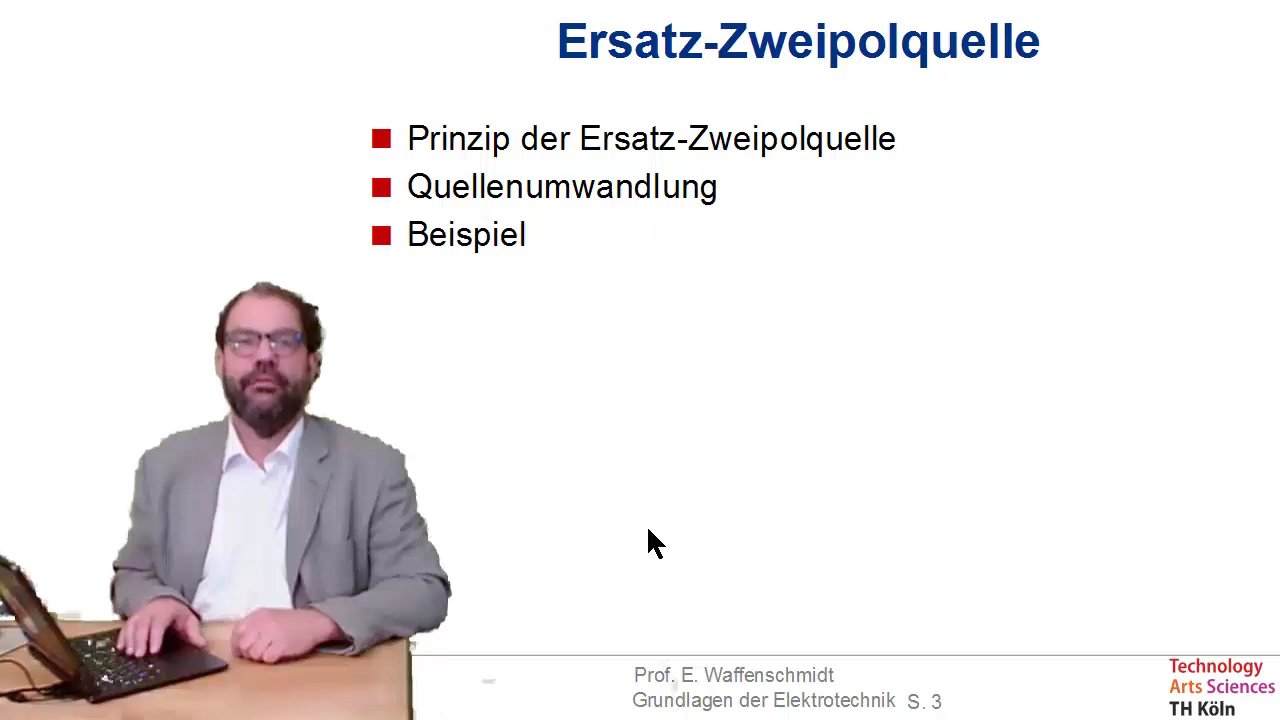 Ersatz-Zweipolquelle
Prinzip der Ersatz-Zweipolquelle
Quellenumwandlung
Beispiel
Prof. E. Waffenschmidt
Grundlagen der Elektrotechnik S. 3
Technology
Arts Sciences
TH Köln